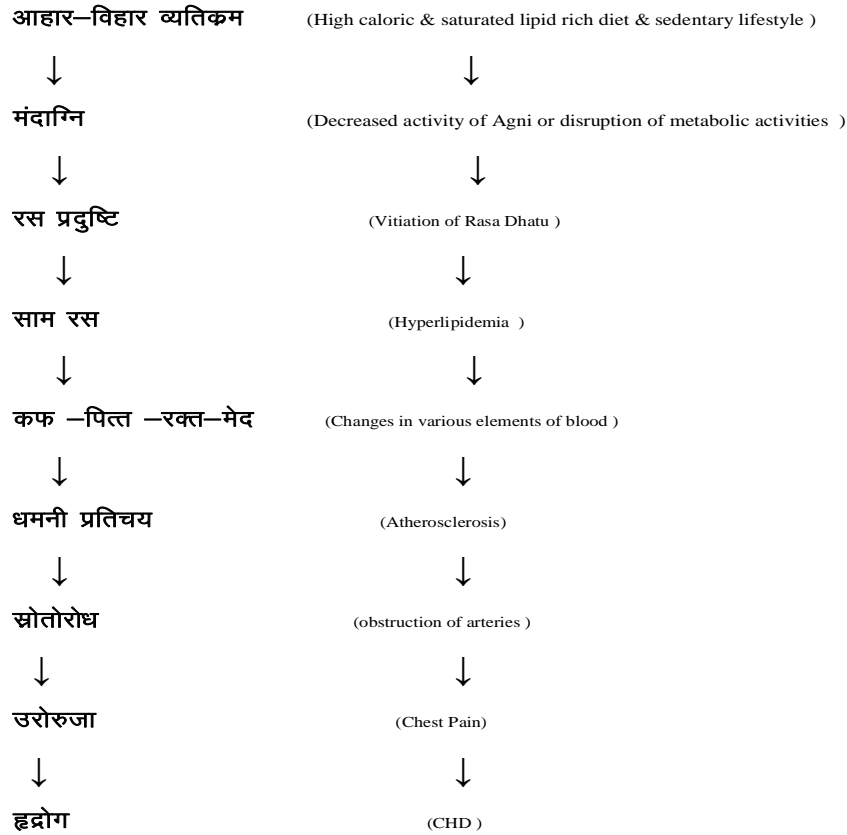 आहार–विहार व्यतिक्रम (High caloric & saturated lipid rich diet & sedentary lifestyle )
↓ ↓
मंदाग्नि (Decreased activity of Agni or disruption of metabolic activities )
↓ ↓
रस प्रदुष्टि (Vitiation of Rasa Dhatu )
↓ ↓
साम रस (Hyperlipidemia )
↓ ↓
कफ –पित्त –रक्त–मेद (Changes in various elements of blood )
↓ ↓
धमनी प्रतिचय (Atherosclerosis)
↓ ↓
स्रोतोरोध (obstruction of arteries )
↓ ↓
उरोरुजा (Chest Pain)
↓ ↓
हृद्रोग (CHD )